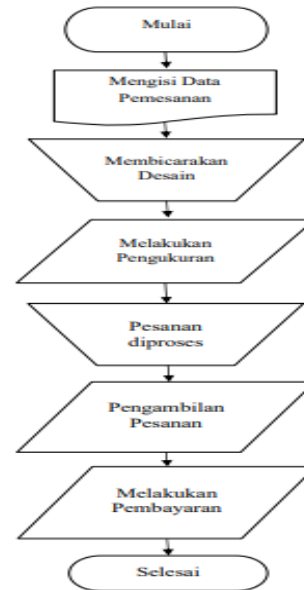 Mulai
Mengisi Data
Pemesanan
Membicarakan
Desain
Melakukan
Pengukuran
Pesanan
diproses
Pengambilan
Pesanan
Melakukan
Pembayaran
Selesai